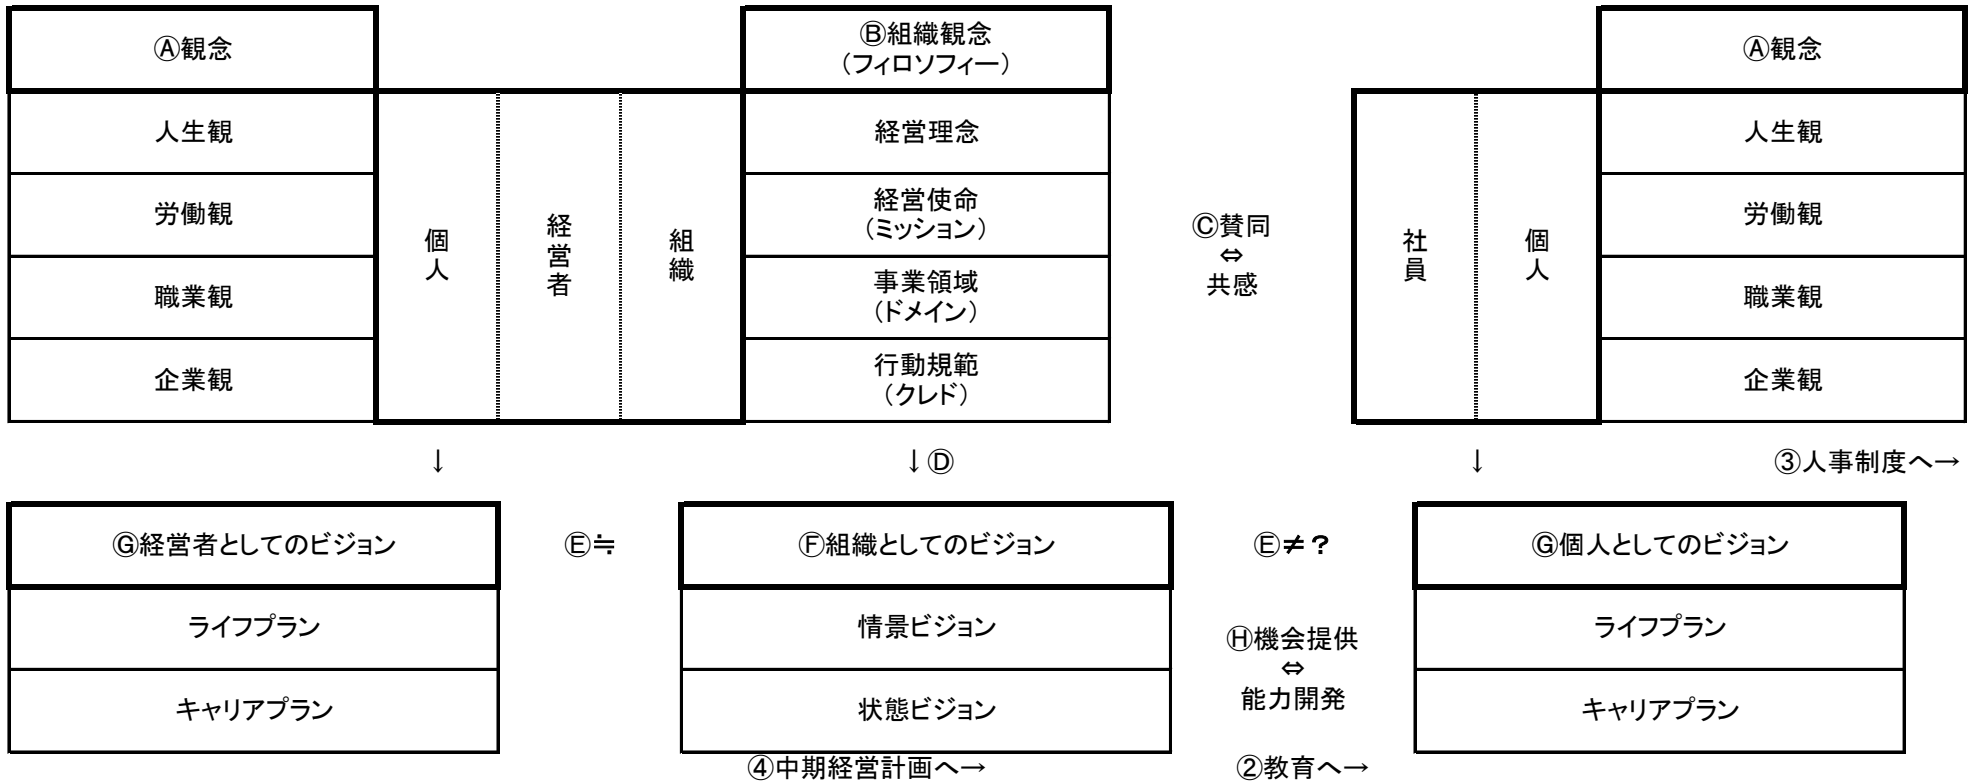 Ⓐ観念
Ⓑ組織観念
（フィロソフィー）
Ⓐ観念
人生観
労働観
職業観
企業観
個人
経営者
組織
経営理念
経営使命
（ミッション）
事業領域
（ドメイン）
行動規範
（クレド）
Ⓒ賛同
⇔
共感
社員
個人
人生観
労働観
職業観
企業観
↓
↓Ⓓ
↓
③人事制度へ→
Ⓖ経営者としてのビジョン
Ⓔ≒
Ⓕ組織としてのビジョン
Ⓔ≠？
Ⓖ個人としてのビジョン
ライフプラン
キャリアプラン
情景ビジョン
状態ビジョン
Ⓗ機会提供
⇔
能力開発
ライフプラン
キャリアプラン
④中期経営計画へ→
②教育へ→